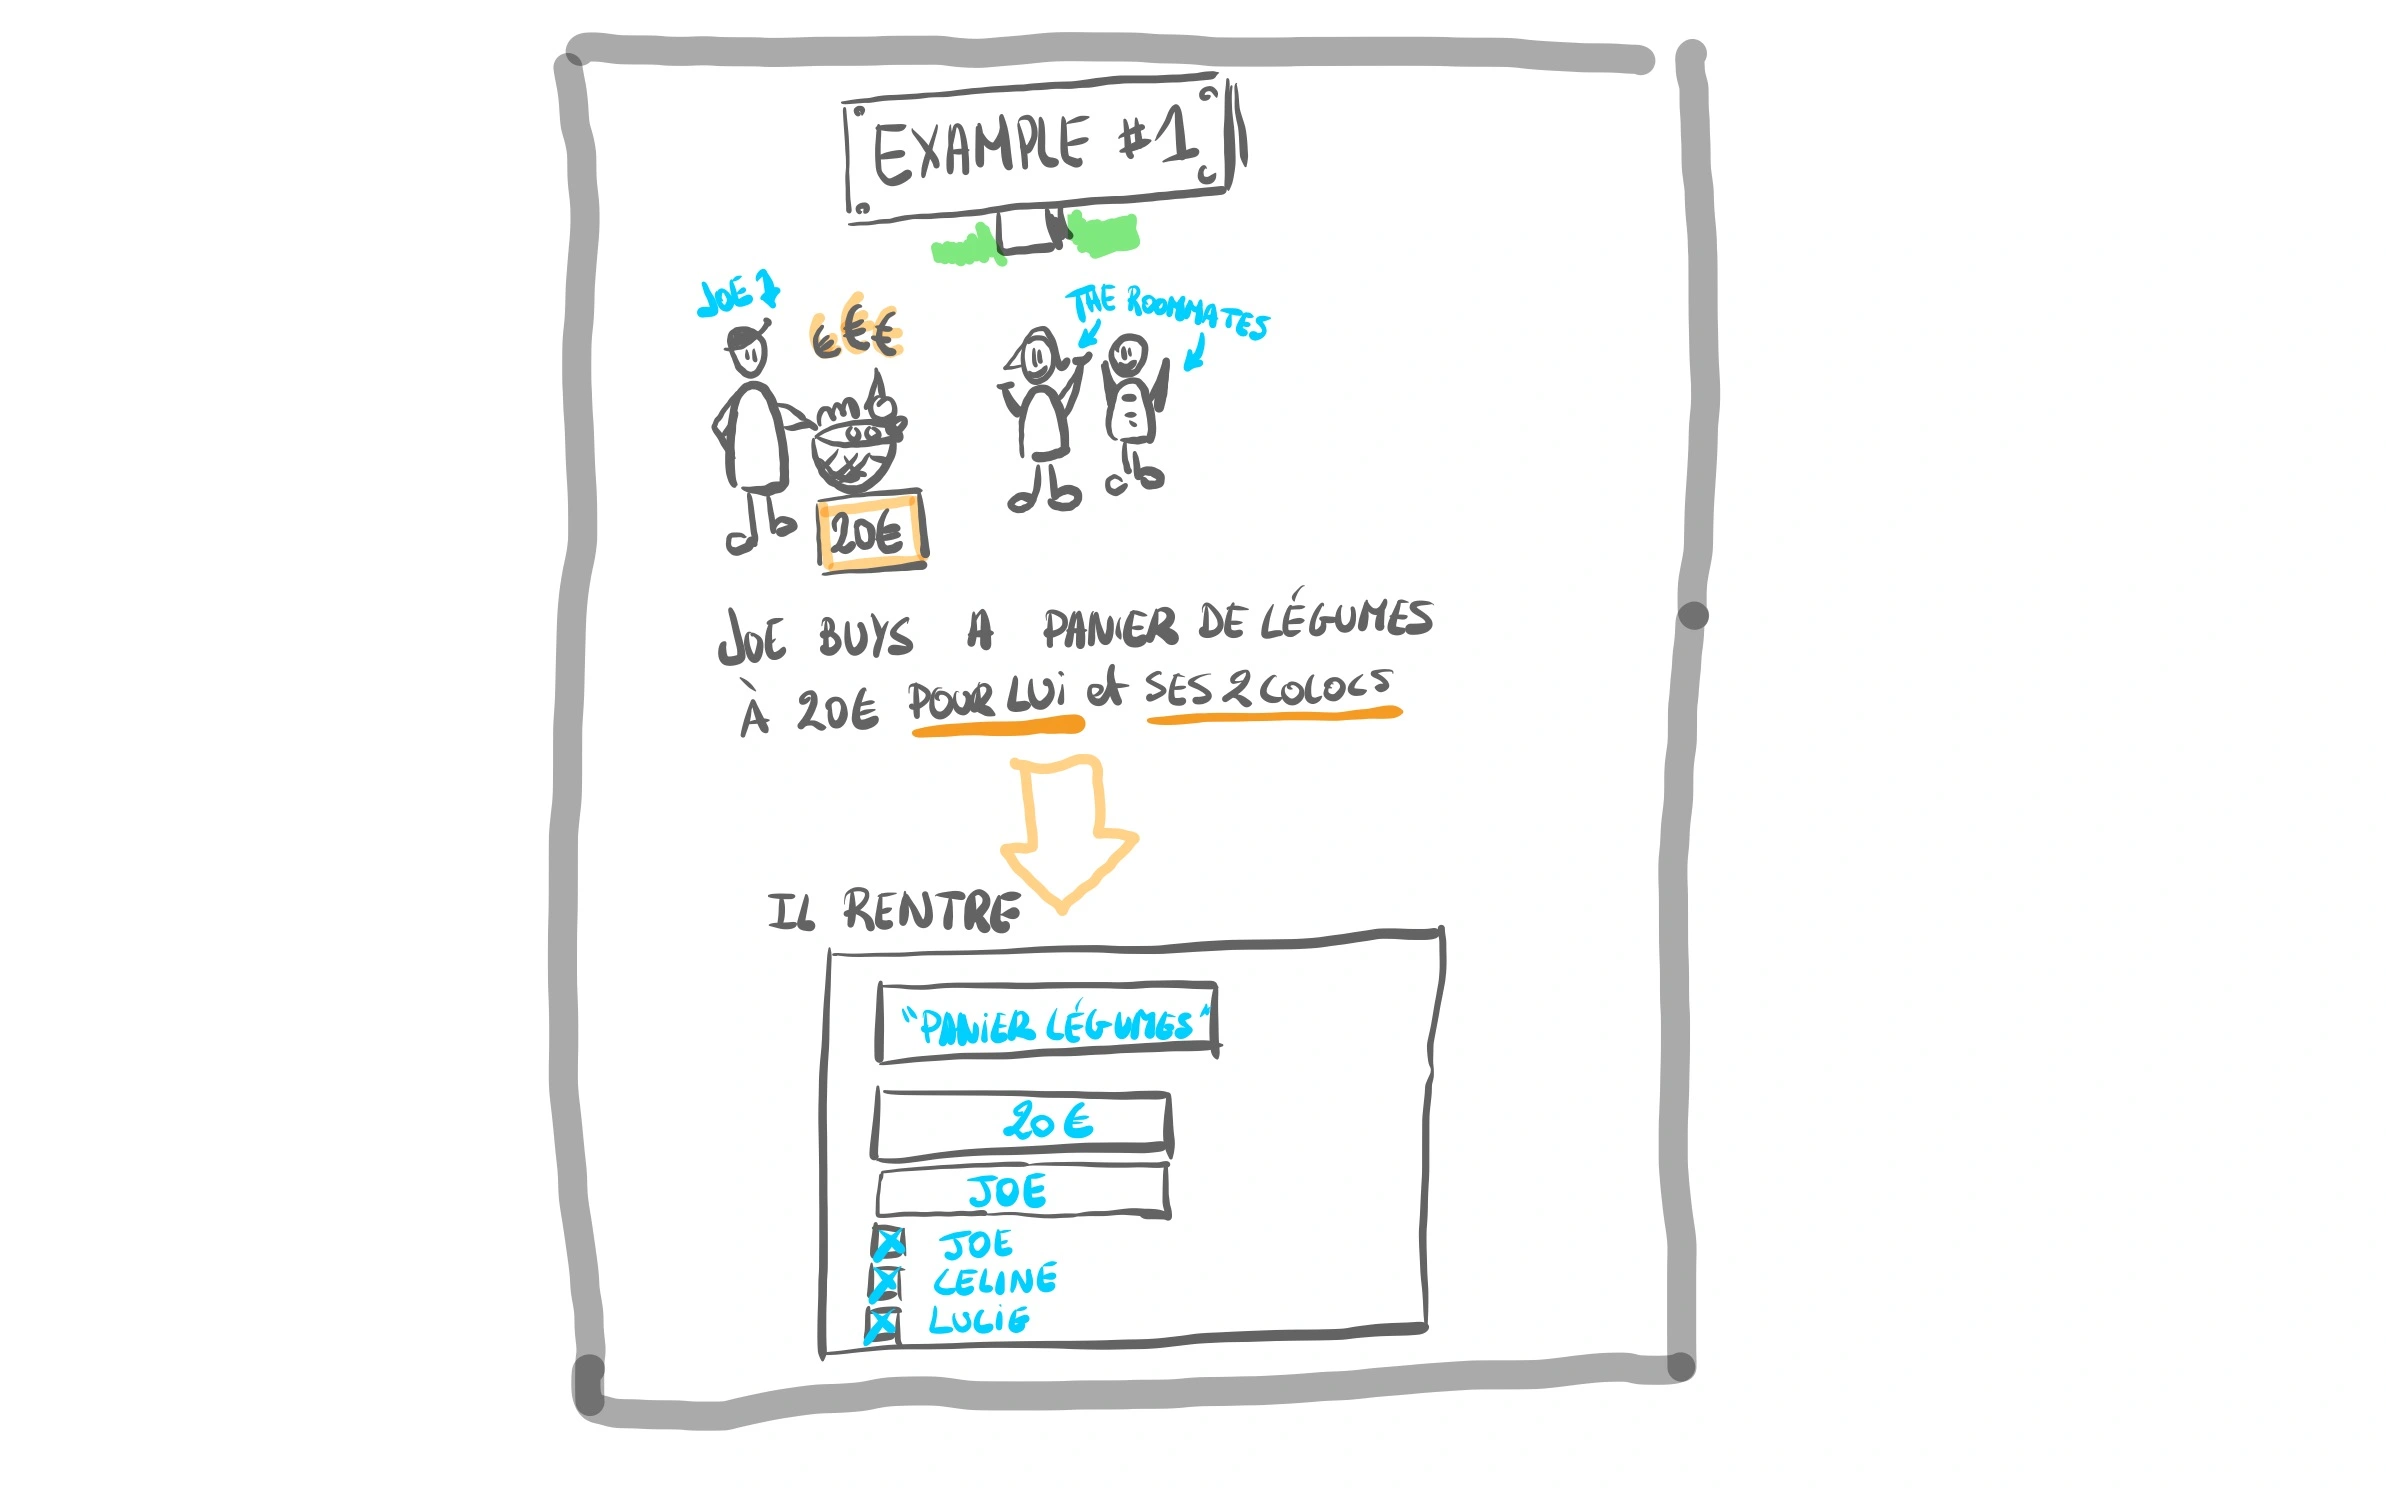 EXAMPLE #1
JOE
THE ROOMMATES
€€€
20€
JOE BUYS A PANIER DE LÉGUMES
À 20€ POUR LUI et SES 2 COLOCS
IL RENTRE
"PANIER LÉGUMES"
20€
JOE
JOE
CELINE
LUCIE